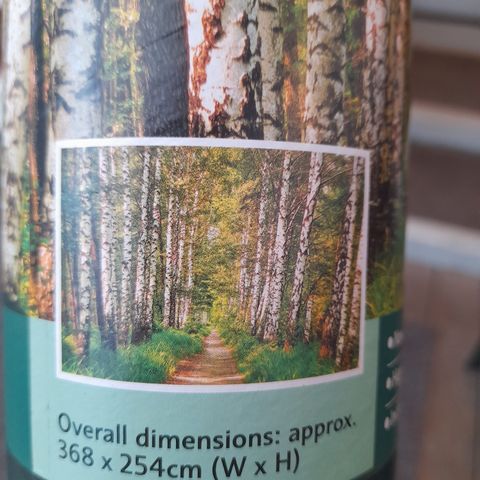 Overall dimensions: approx.
368 x 254cm (W x H)